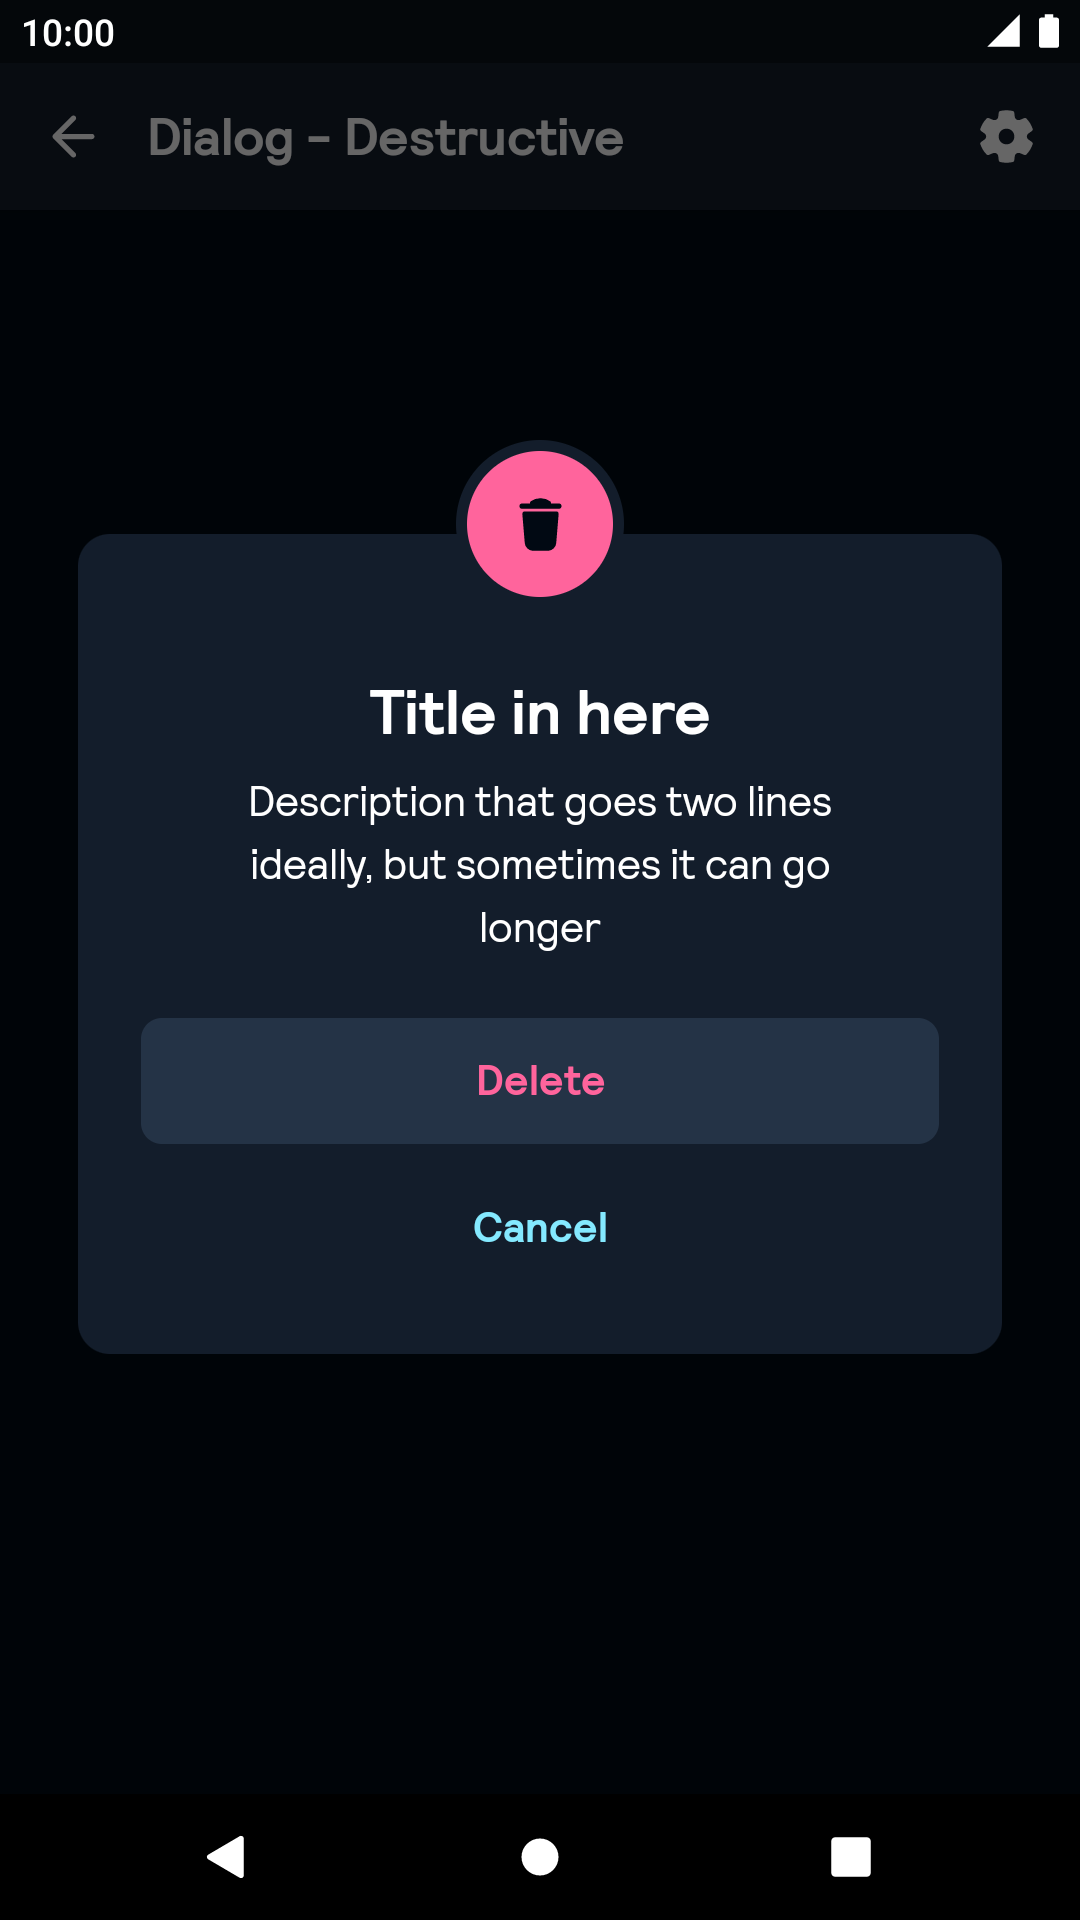 10:00
Dialog - Destructive
Title in here
Description that goes two lines
ideally, but sometimes it can go
longer
Delete
Cancel